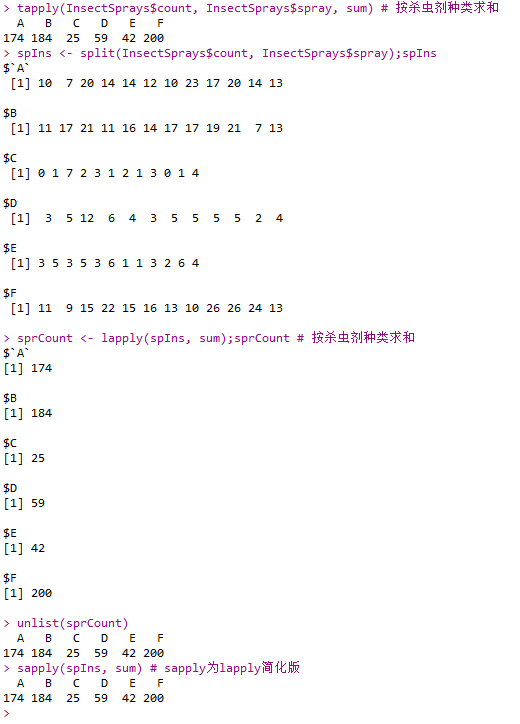 > tapply(InsectSprays$count, InsectSprays$spray, sum) # 按杀虫剂种类求和
  A   B   C   D   E   F
174 184  25  59  42 200
> spIns <- split(InsectSprays$count, InsectSprays$spray);spIns
$`A`
 [1] 10  7 20 14 14 12 10 23 17 20 14 13
$B
 [1] 11 17 21 11 16 14 17 17 19 21  7 13
$C
 [1] 0 1 7 2 3 1 2 1 3 0 1 4
$D
 [1]  3  5 12  6  4  3  5  5  5  5  2  4
$E
 [1] 3 5 3 5 3 6 1 1 3 2 6 4
$F
 [1] 11  9 15 22 15 16 13 10 26 26 24 13
> sprCount <- lapply(spIns, sum);sprCount # 按杀虫剂种类求和
$`A`
[1] 174
$B
[1] 184
$C
[1] 25
$D
[1] 59
$E
[1] 42
$F
[1] 200
> unlist(sprCount)
  A   B   C   D   E   F
174 184  25  59  42 200
> sapply(spIns, sum) # sapply为lapply简化版
  A   B   C   D   E   F
174 184  25  59  42 200
>